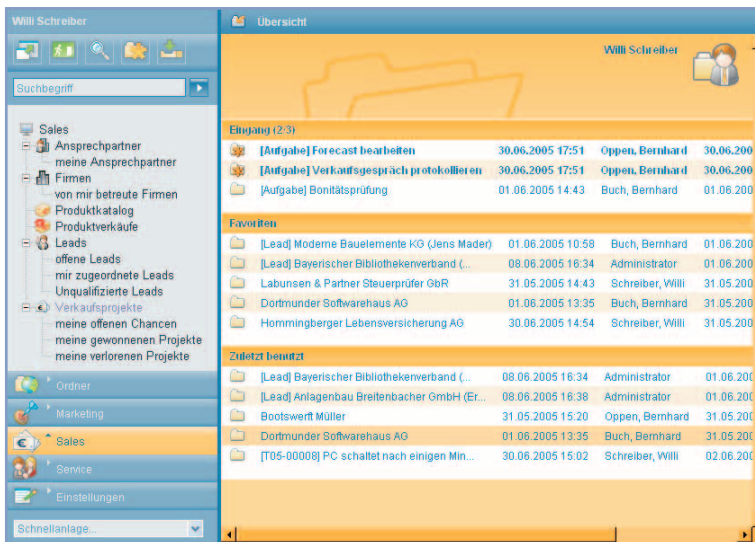 Willi Schreiber
Suchbegriff
Sales
Ansprechpartner
meine Ansprechpartner
Firmen
von mir betreute Firmen
Produktkatalog
Produktverkäufe
Leads
offene Leads
mir zugeordnete Leads
Unqualifizierte Leads
Verkaufsprojekte
meine offenen Chancen
meine gewonnenen Projekte
meine verlorenen Projekte
Ordner
Marketing
Sales
Service
Einstellungen
Schnellanlage...
Übersicht
Willi Schreiber
Eingang (2/3)
[Aufgabe] Forecast bearbeiten 30.06.2005 17:51 Oppen, Bernhard 30.06.200
[Aufgabe] Verkaufsgespräch protokollieren 30.06.2005 17:51 Oppen, Bernhard 30.06.200
[Aufgabe] Bonitätsprüfung 01.06.2005 14:43 Buch, Bernhard 01.06.200
Favoriten
[Lead] Moderne Bauelemente KG (Jens Mader) 01.06.2005 10:58 Buch, Bernhard 01.06.200
[Lead] Bayerischer Bibliothekenverband (... 08.06.2005 16:34 Administrator 01.06.200
Labunsen & Partner Steuerprüfer GbR 31.05.2005 14:43 Schreiber, Willi 31.05.200
Dortmunder Softwarehaus AG 01.06.2005 13:35 Buch, Bernhard 31.05.200
Hommingberger Lebensversicherung AG 30.06.2005 14:54 Schreiber, Willi 31.05.200
Zuletzt benutzt
[Lead] Bayerischer Bibliothekenverband (... 08.06.2005 16:34 Administrator 01.06.200
[Lead] Anlagenbau Breitenbacher GmbH (Er... 08.06.2005 16:38 Administrator 01.06.200
Bootswerft Müller 31.05.2005 15:20 Oppen, Bernhard 31.05.200
Dortmunder Softwarehaus AG 01.06.2005 13:35 Buch, Bernhard 31.05.200
[T05-00008] PC schaltet nach einigen Min... 30.06.2005 15:02 Schreiber, Willi 02.06.200